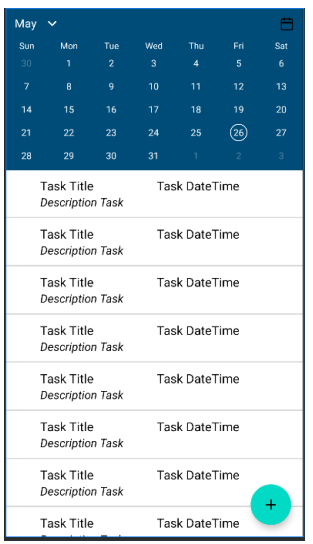 May
Sun Mon Tue Wed Thu Fri Sat
30 1 2 3 4 5 6
7 8 9 10 11 12 13
14 15 16 17 18 19 20
21 22 23 24 25 26 27
28 29 30 31 1 2 3
Task Title Task DateTime
Description Task
Task Title Task DateTime
Description Task
Task Title Task DateTime
Description Task
Task Title Task DateTime
Description Task
Task Title Task DateTime
Description Task
Task Title Task DateTime
Description Task
Task Title Task DateTime
Description Task
+
Task Title Task DateTime